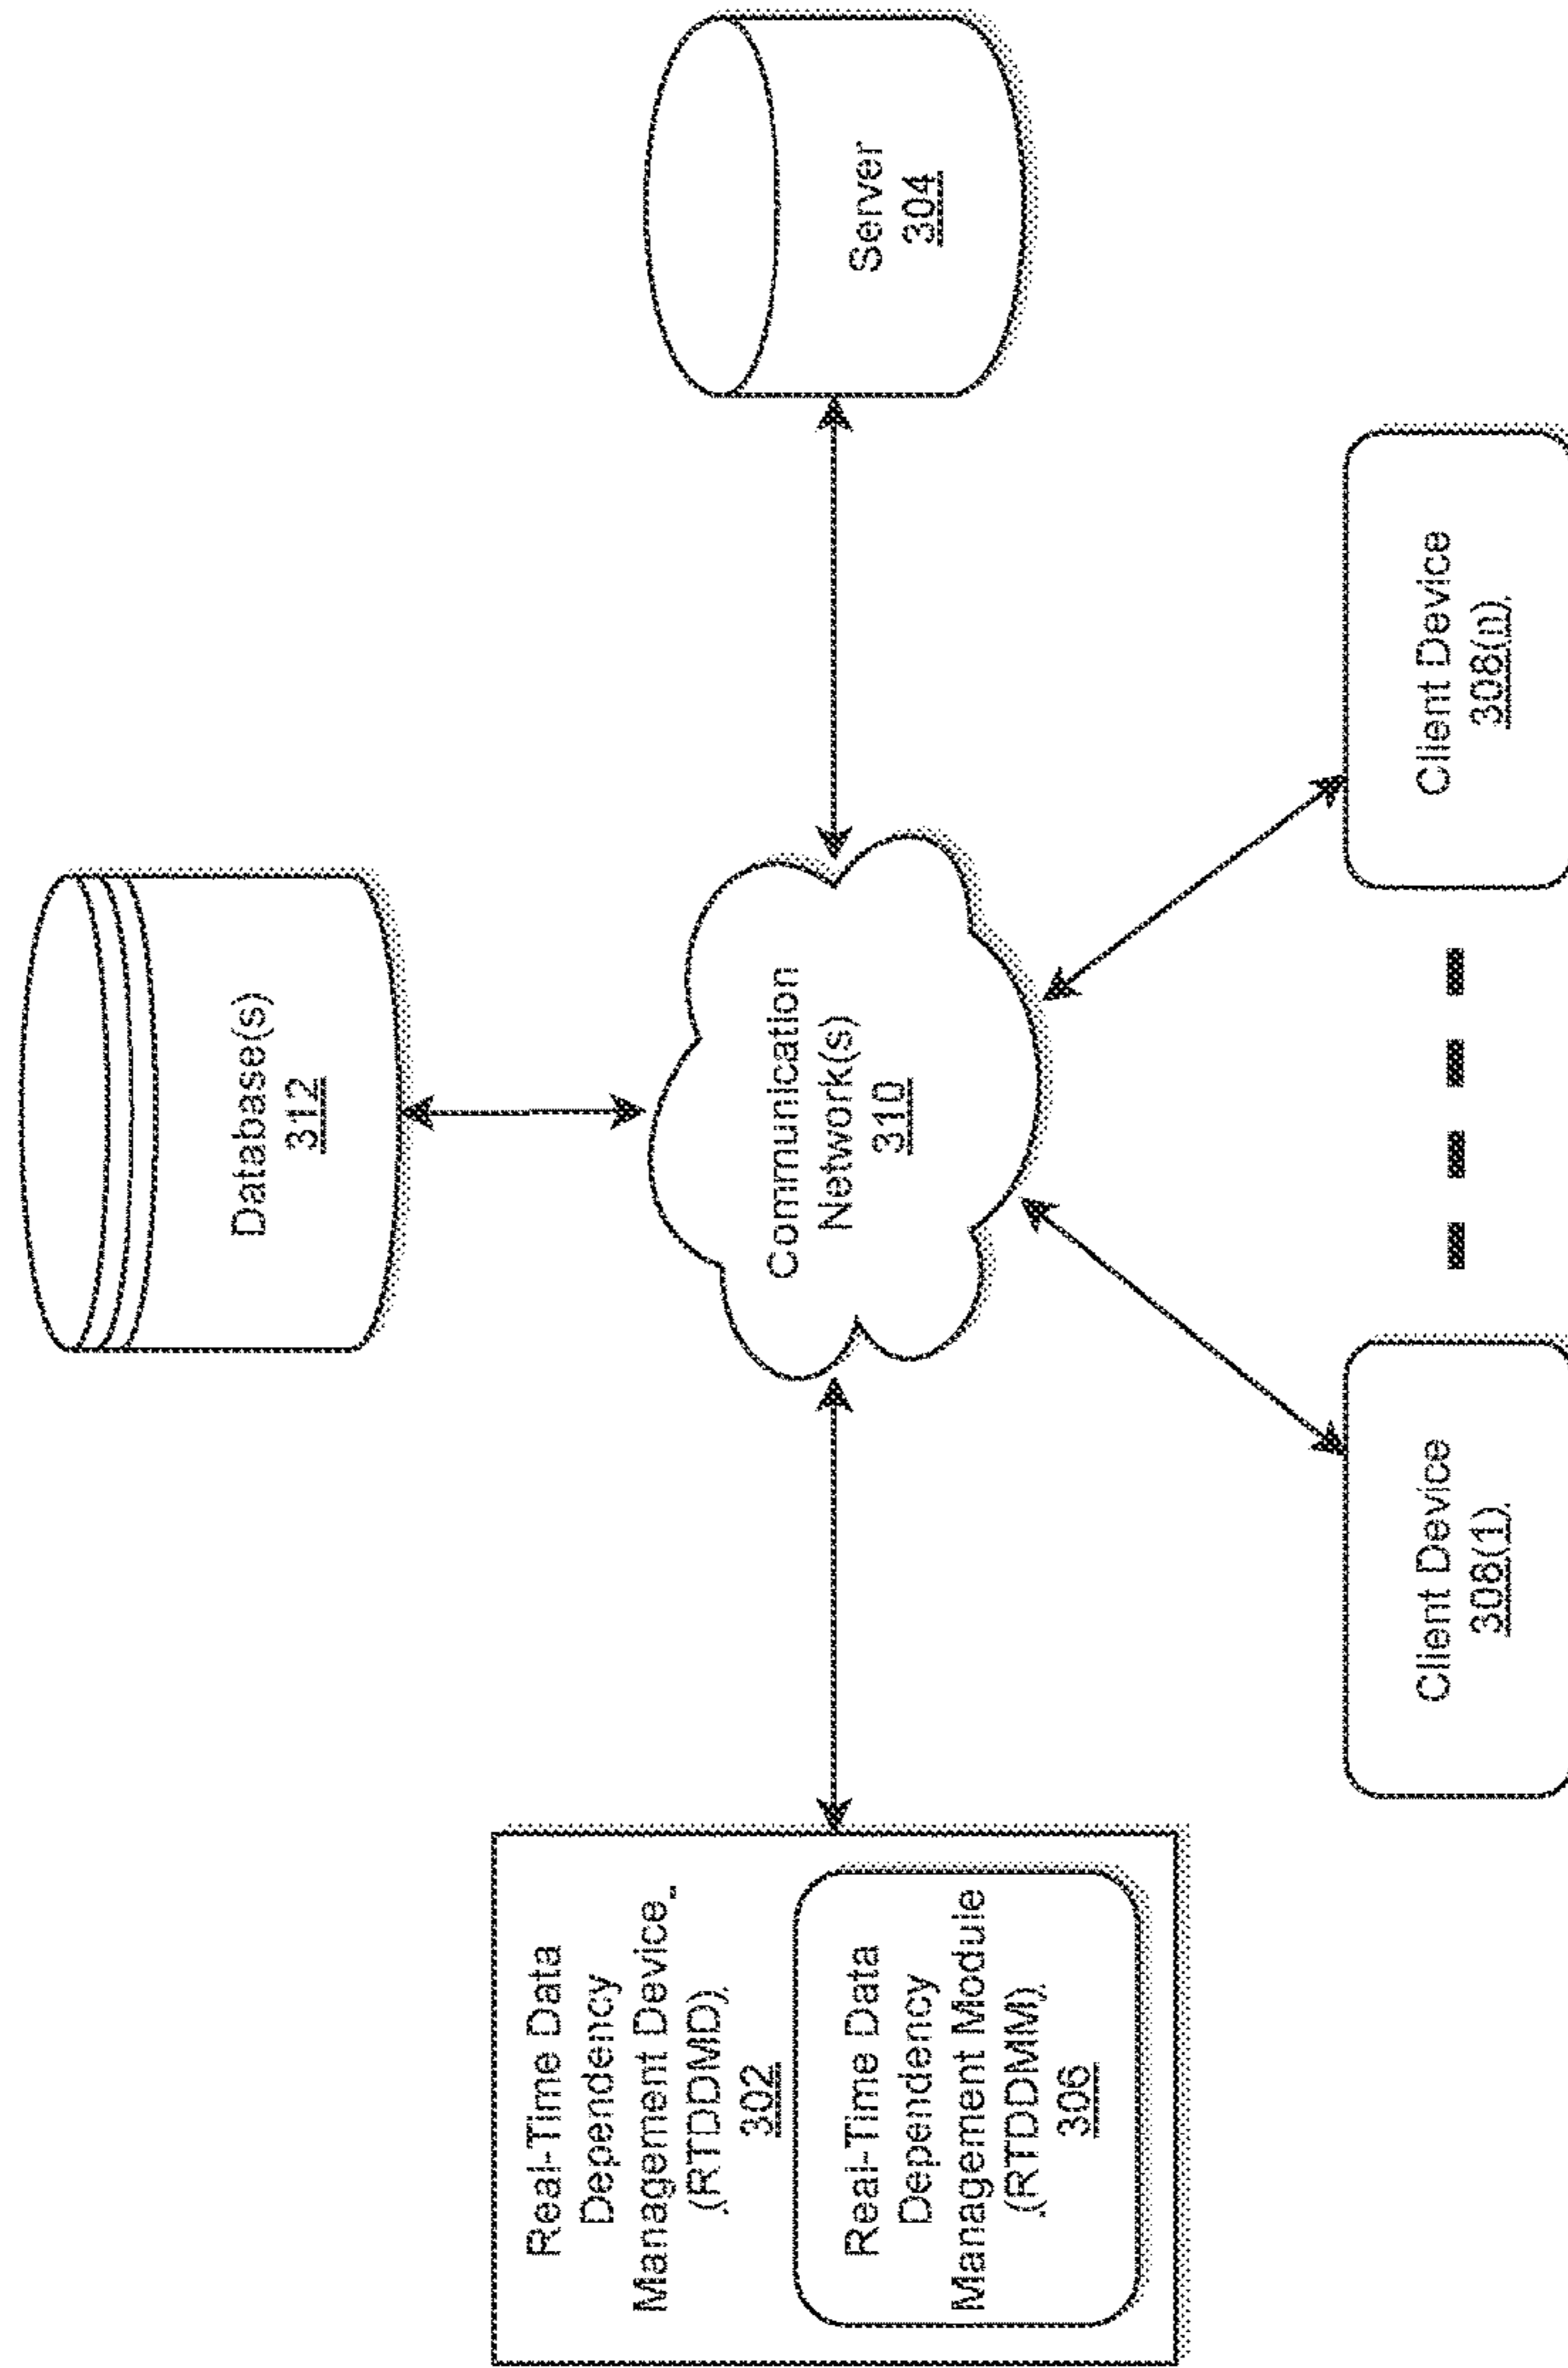 Database(s)
312
Real-Time Data
Dependency
Management Device
(RTDDMD)
302
Real-Time Data
Dependency
Management Module
(RTDDMM)
306
Communication
Network(s)
310
Server
304
Client Device
308(1)
Client Device
308(n)